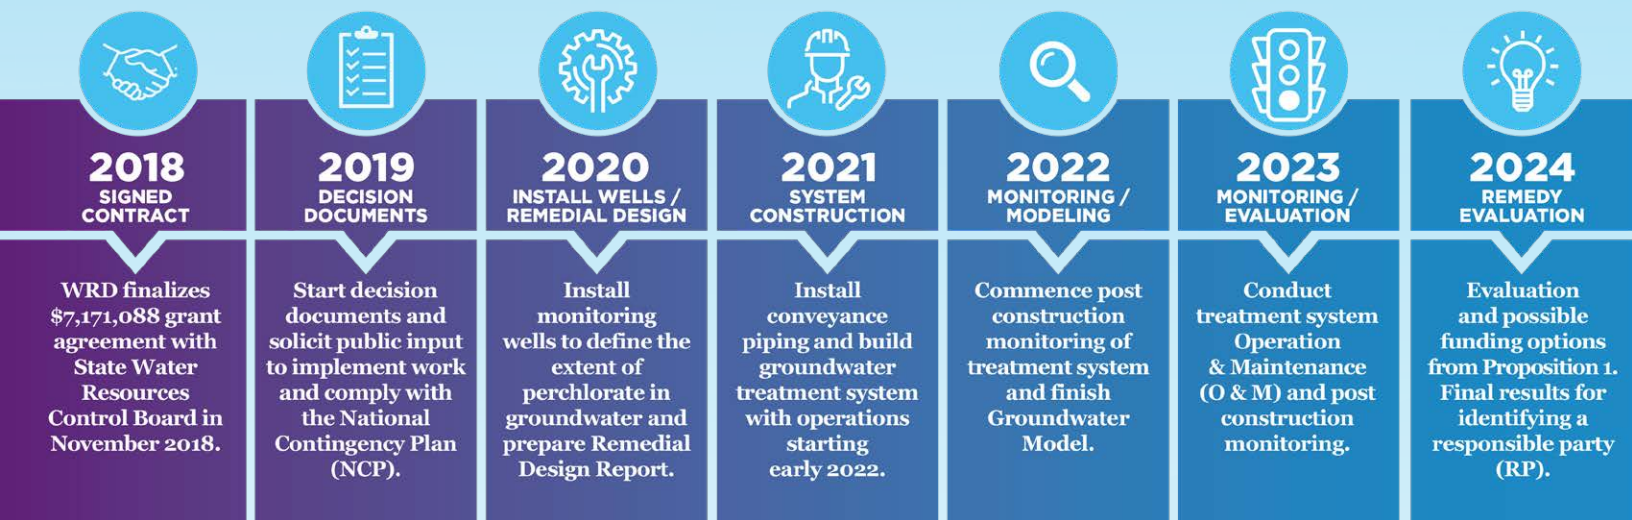 2018
SIGNED
CONTRACT
WRD finalizes
$7,171,088 grant
agreement with
State Water
Resources
Control Board in
November 2018.
2019
DECISION
DOCUMENTS
Start decision
documents and
solicit public input
to implement work
and comply with
the National
Contingency Plan
(NCP).
2020
INSTALL WELLS /
REMEDIAL DESIGN
Install
monitoring
wells to define the
extent of
perchlorate in
groundwater and
prepare Remedial
Design Report.
2021
SYSTEM
CONSTRUCTION
Install
conveyance
piping and build
groundwater
treatment system
with operations
starting
early 2022.
2022
MONITORING /
MODELING
Commence post
construction
monitoring of
treatment system
and finish
Groundwater
Model.
2023
MONITORING /
EVALUATION
Conduct
treatment system
Operation
& Maintenance
(O & M) and post
construction
monitoring.
2024
REMEDY
EVALUATION
Evaluation
and possible
funding options
from Proposition 1.
Final results for
identifying a
responsible party
(RP).